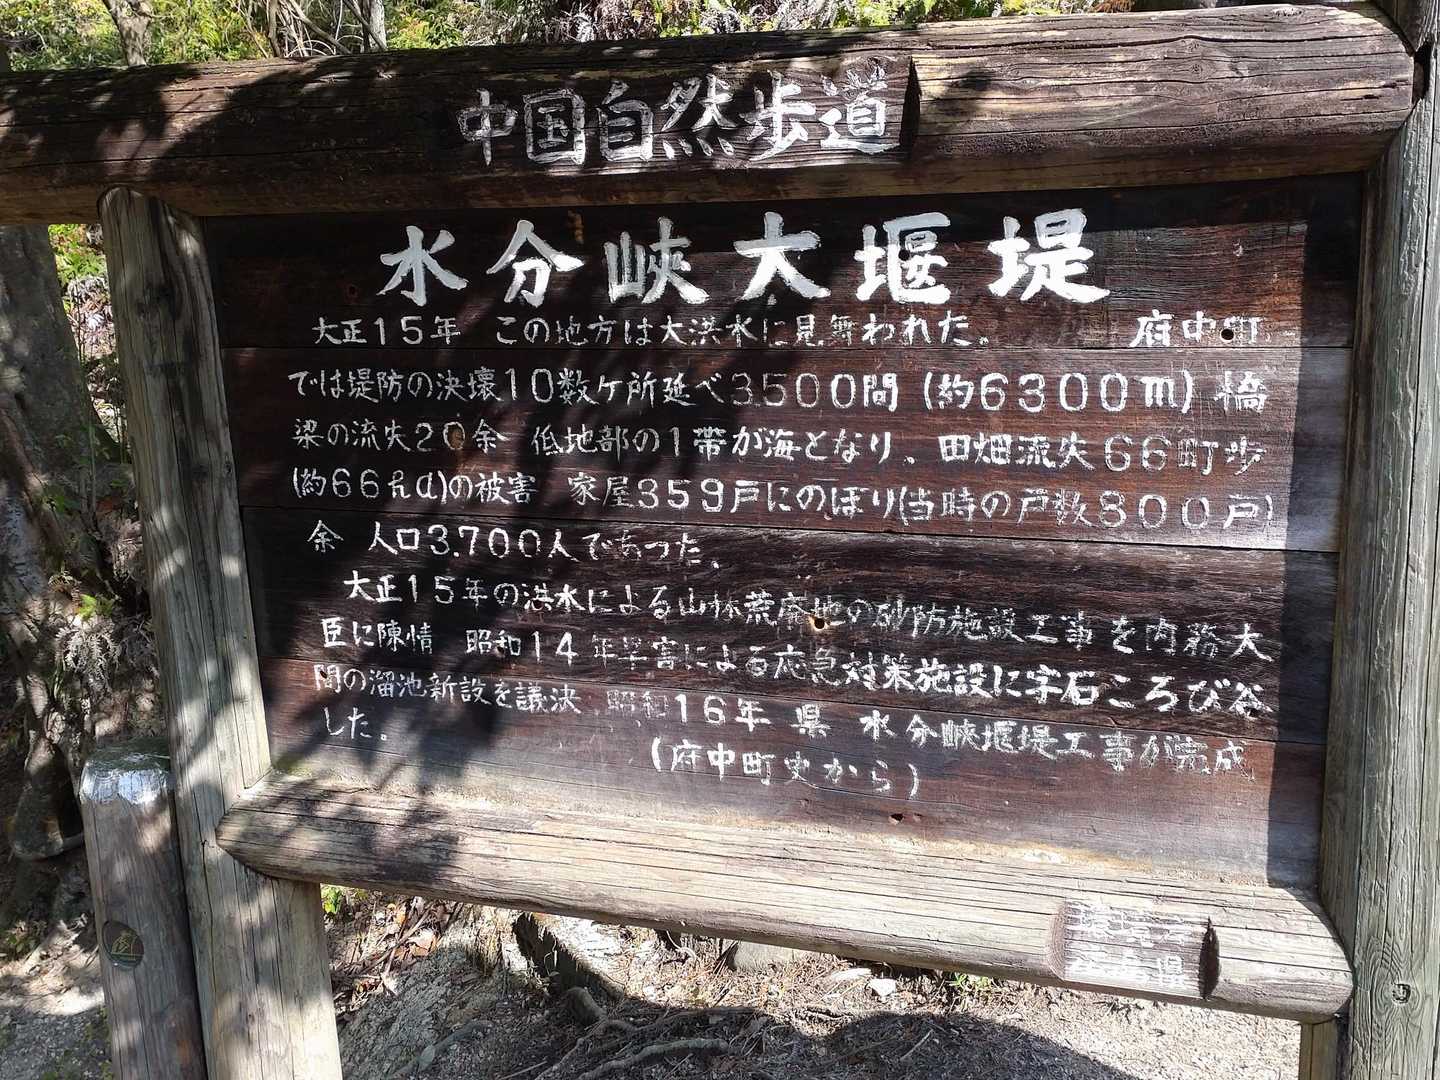 中国自然歩道
水分峡大堰堤
大正15年 この地方は大洪水に見舞われた。 府中町
では堤防の決壊10数ケ所延べ3.500間(約6300m)橋
梁の流失20余 低地部の1帯が海となり、田畑流失66町歩
(約66ha)の被害 家屋359戸にのぼり(当時の戸数800戸)
余 人口3.700人であった、
大正15年の洪水による山林荒廃地の砂防施設工事を内務大
臣に陳情 昭和14年旱害による応急対策施設に字石ころび谷
間の溜池新設を議決 昭和16年 県 水分峡堰堤工事が完成
した。
(府中町史から)
環境省
広島県